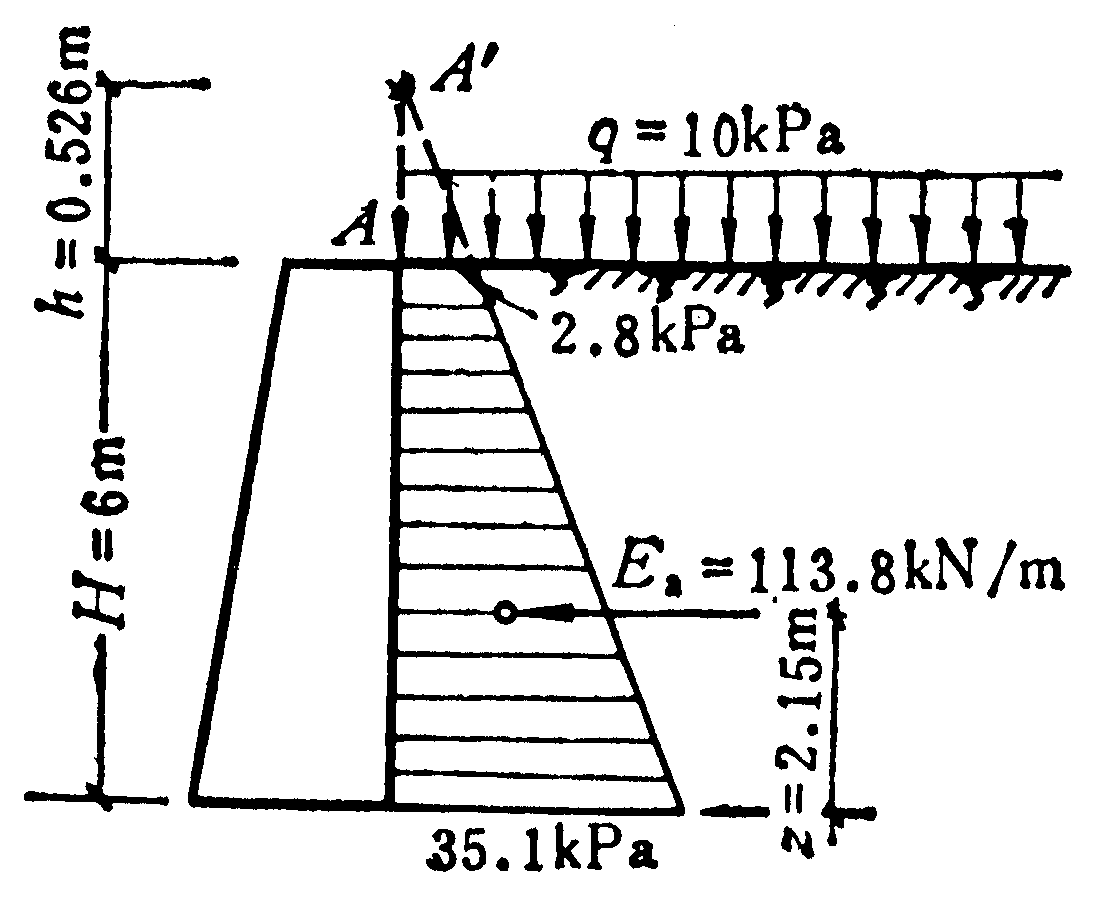 A′
h = 0.526m
q = 10kPa
A
2.8kPa
H = 6m
Eₐ = 113.8kN/m
z = 2.15m
35.1kPa